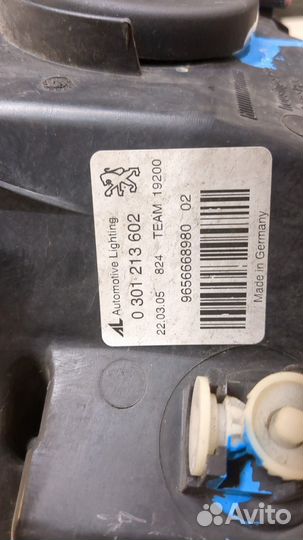 AL Automotive Lighting
0 301 213 602
22.03.05 824 TEAM 19200
9656668980 02
Made in Germany
Avito